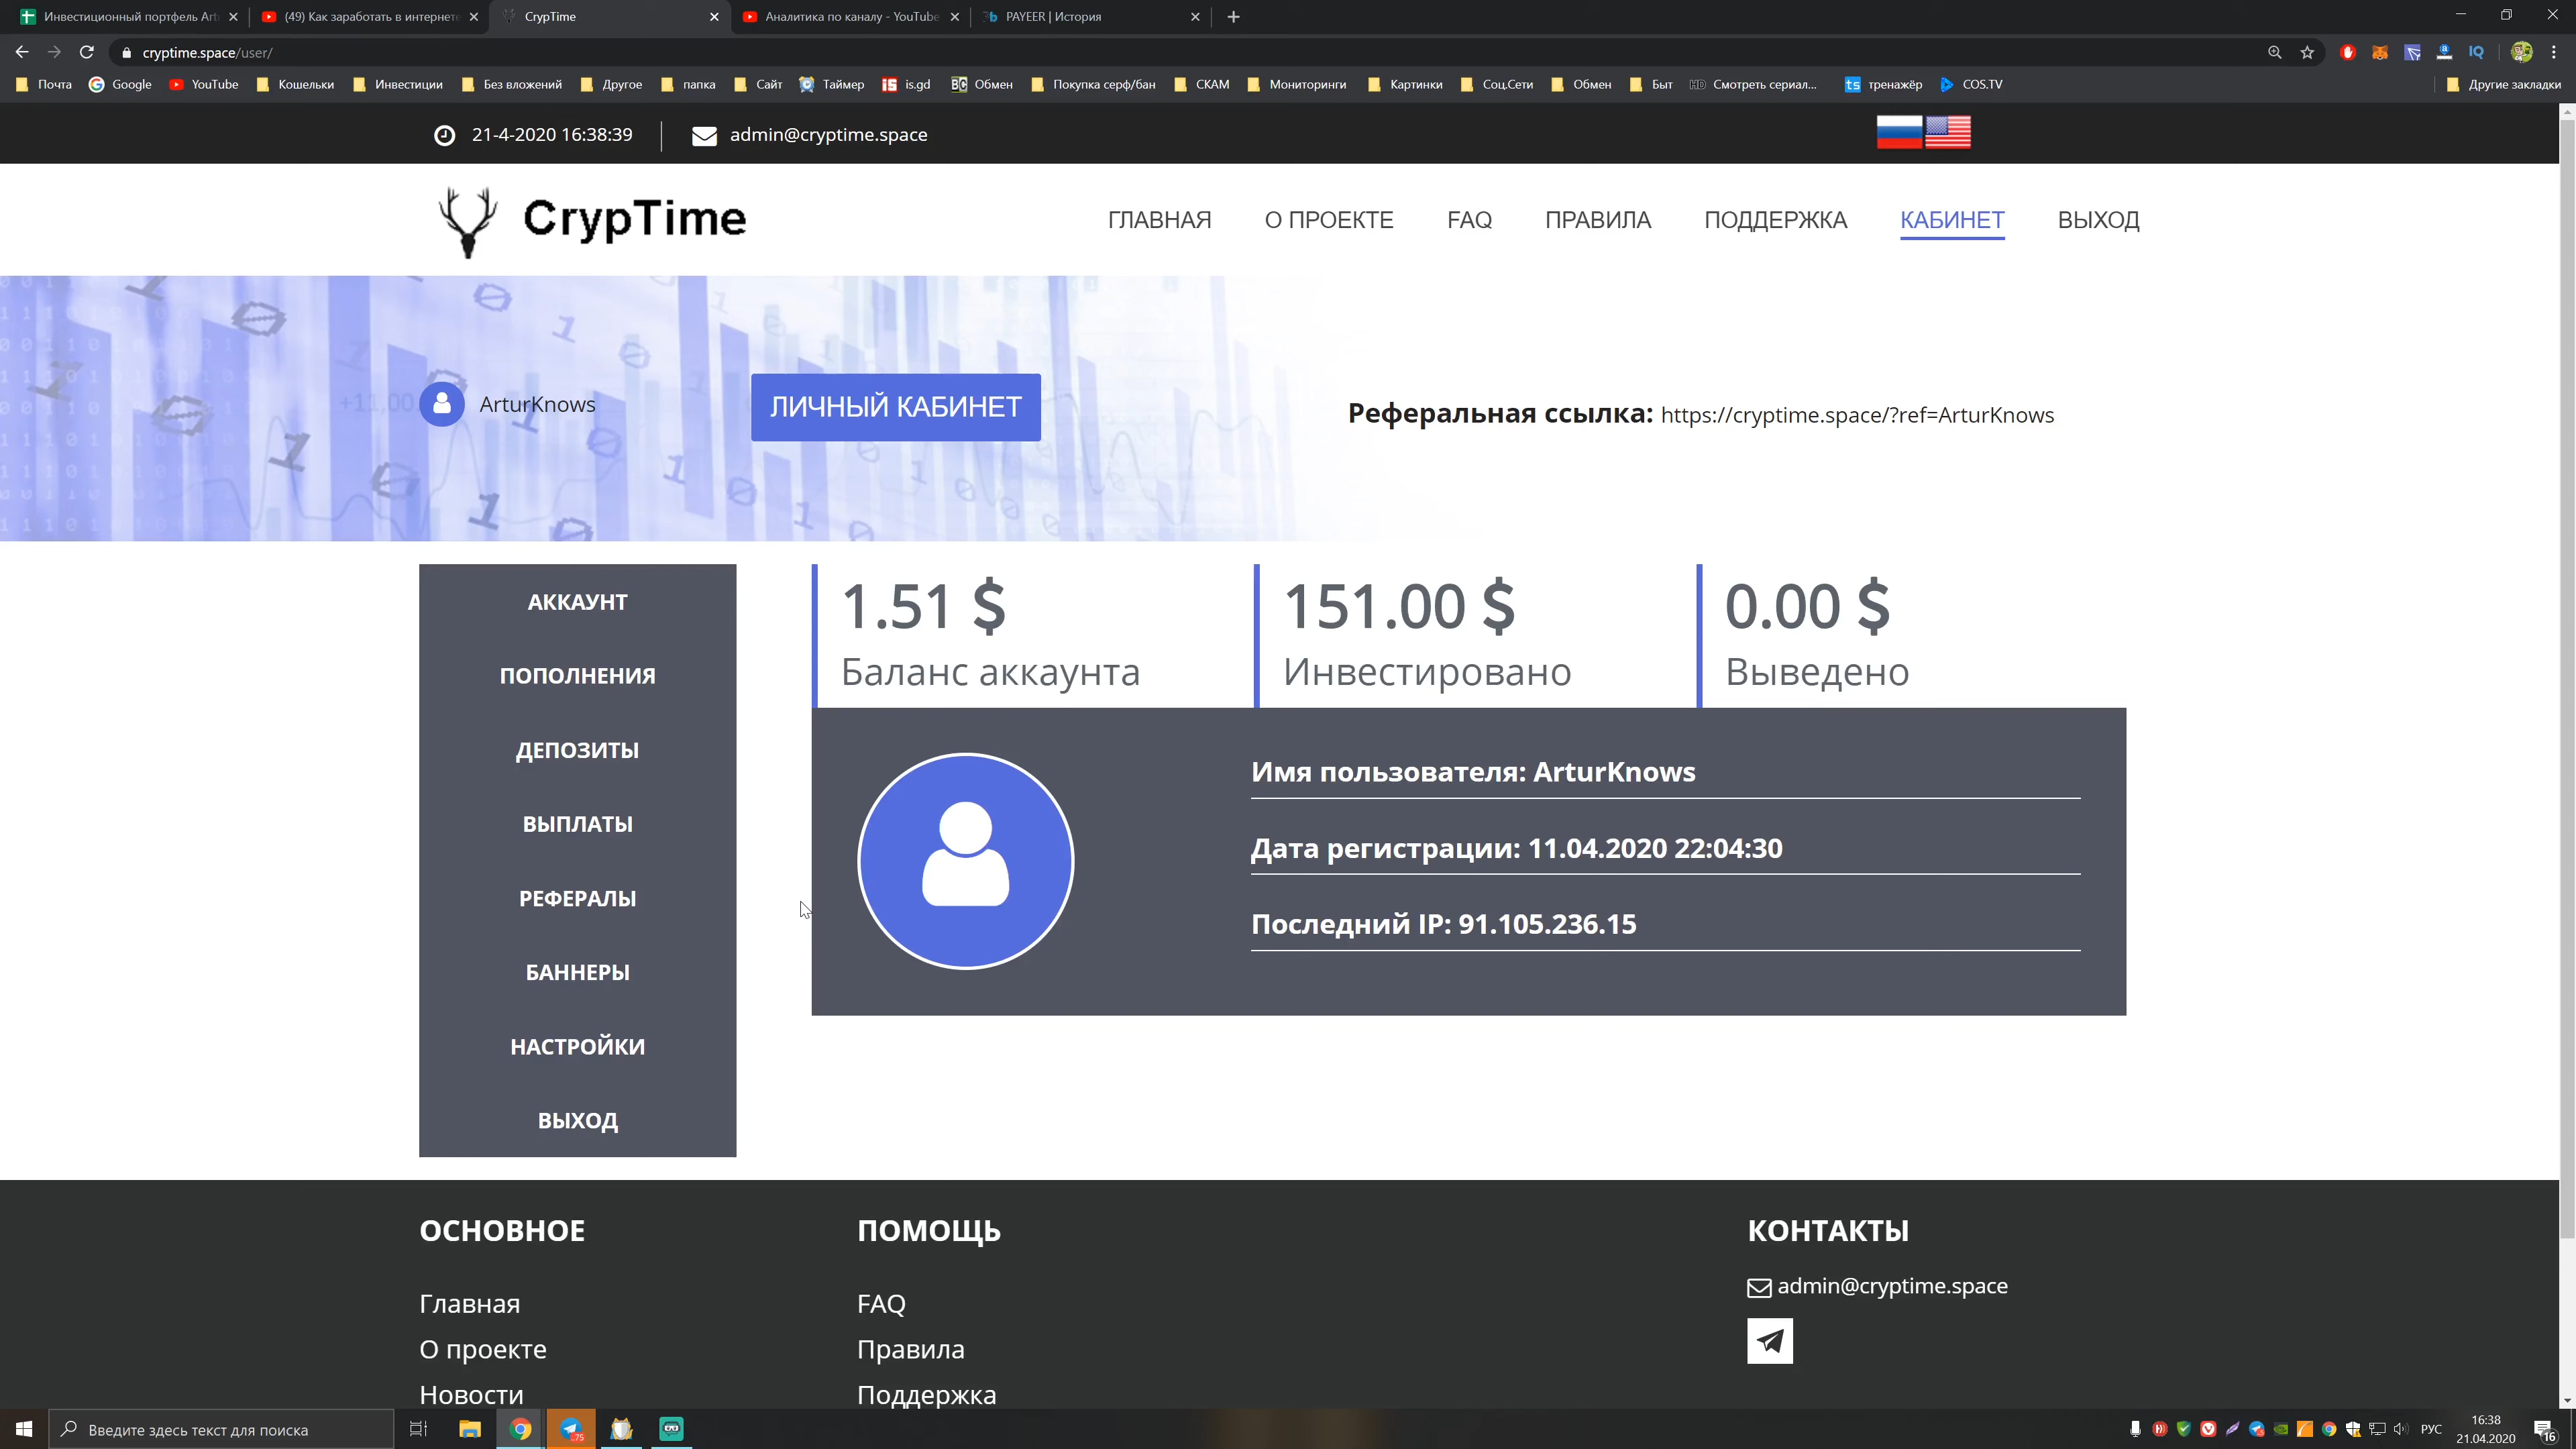 Инвестиционный портфель Art
(49) Как заработать в интернете
CrypTime
Аналитика по каналу - YouTube
PAYEER | История
cryptime.space/user/
Почта
Google
YouTube
Кошельки
Инвестиции
Без вложений
Другое
папка
Сайт
Таймер
is.gd
Обмен
Покупка серф/бан
СКАМ
Мониторинги
Картинки
Соц.Сети
Обмен
Быт
HD Смотреть сериал...
ts тренажёр
COS.TV
Другие закладки
21-4-2020 16:38:39
admin@cryptime.space
CrypTime
ГЛАВНАЯ
О ПРОЕКТЕ
FAQ
ПРАВИЛА
ПОДДЕРЖКА
КАБИНЕТ
ВЫХОД
ArturKnows
ЛИЧНЫЙ КАБИНЕТ
Реферальная ссылка: https://cryptime.space/?ref=ArturKnows
АККАУНТ
ПОПОЛНЕНИЯ
ДЕПОЗИТЫ
ВЫПЛАТЫ
РЕФЕРАЛЫ
БАННЕРЫ
НАСТРОЙКИ
ВЫХОД
1.51 $
Баланс аккаунта
151.00 $
Инвестировано
0.00 $
Выведено
Имя пользователя: ArturKnows
Дата регистрации: 11.04.2020 22:04:30
Последний IP: 91.105.236.15
ОСНОВНОЕ
Главная
О проекте
Новости
ПОМОЩЬ
FAQ
Правила
Поддержка
КОНТАКТЫ
admin@cryptime.space
Введите здесь текст для поиска
РУС
16:38
21.04.2020
16